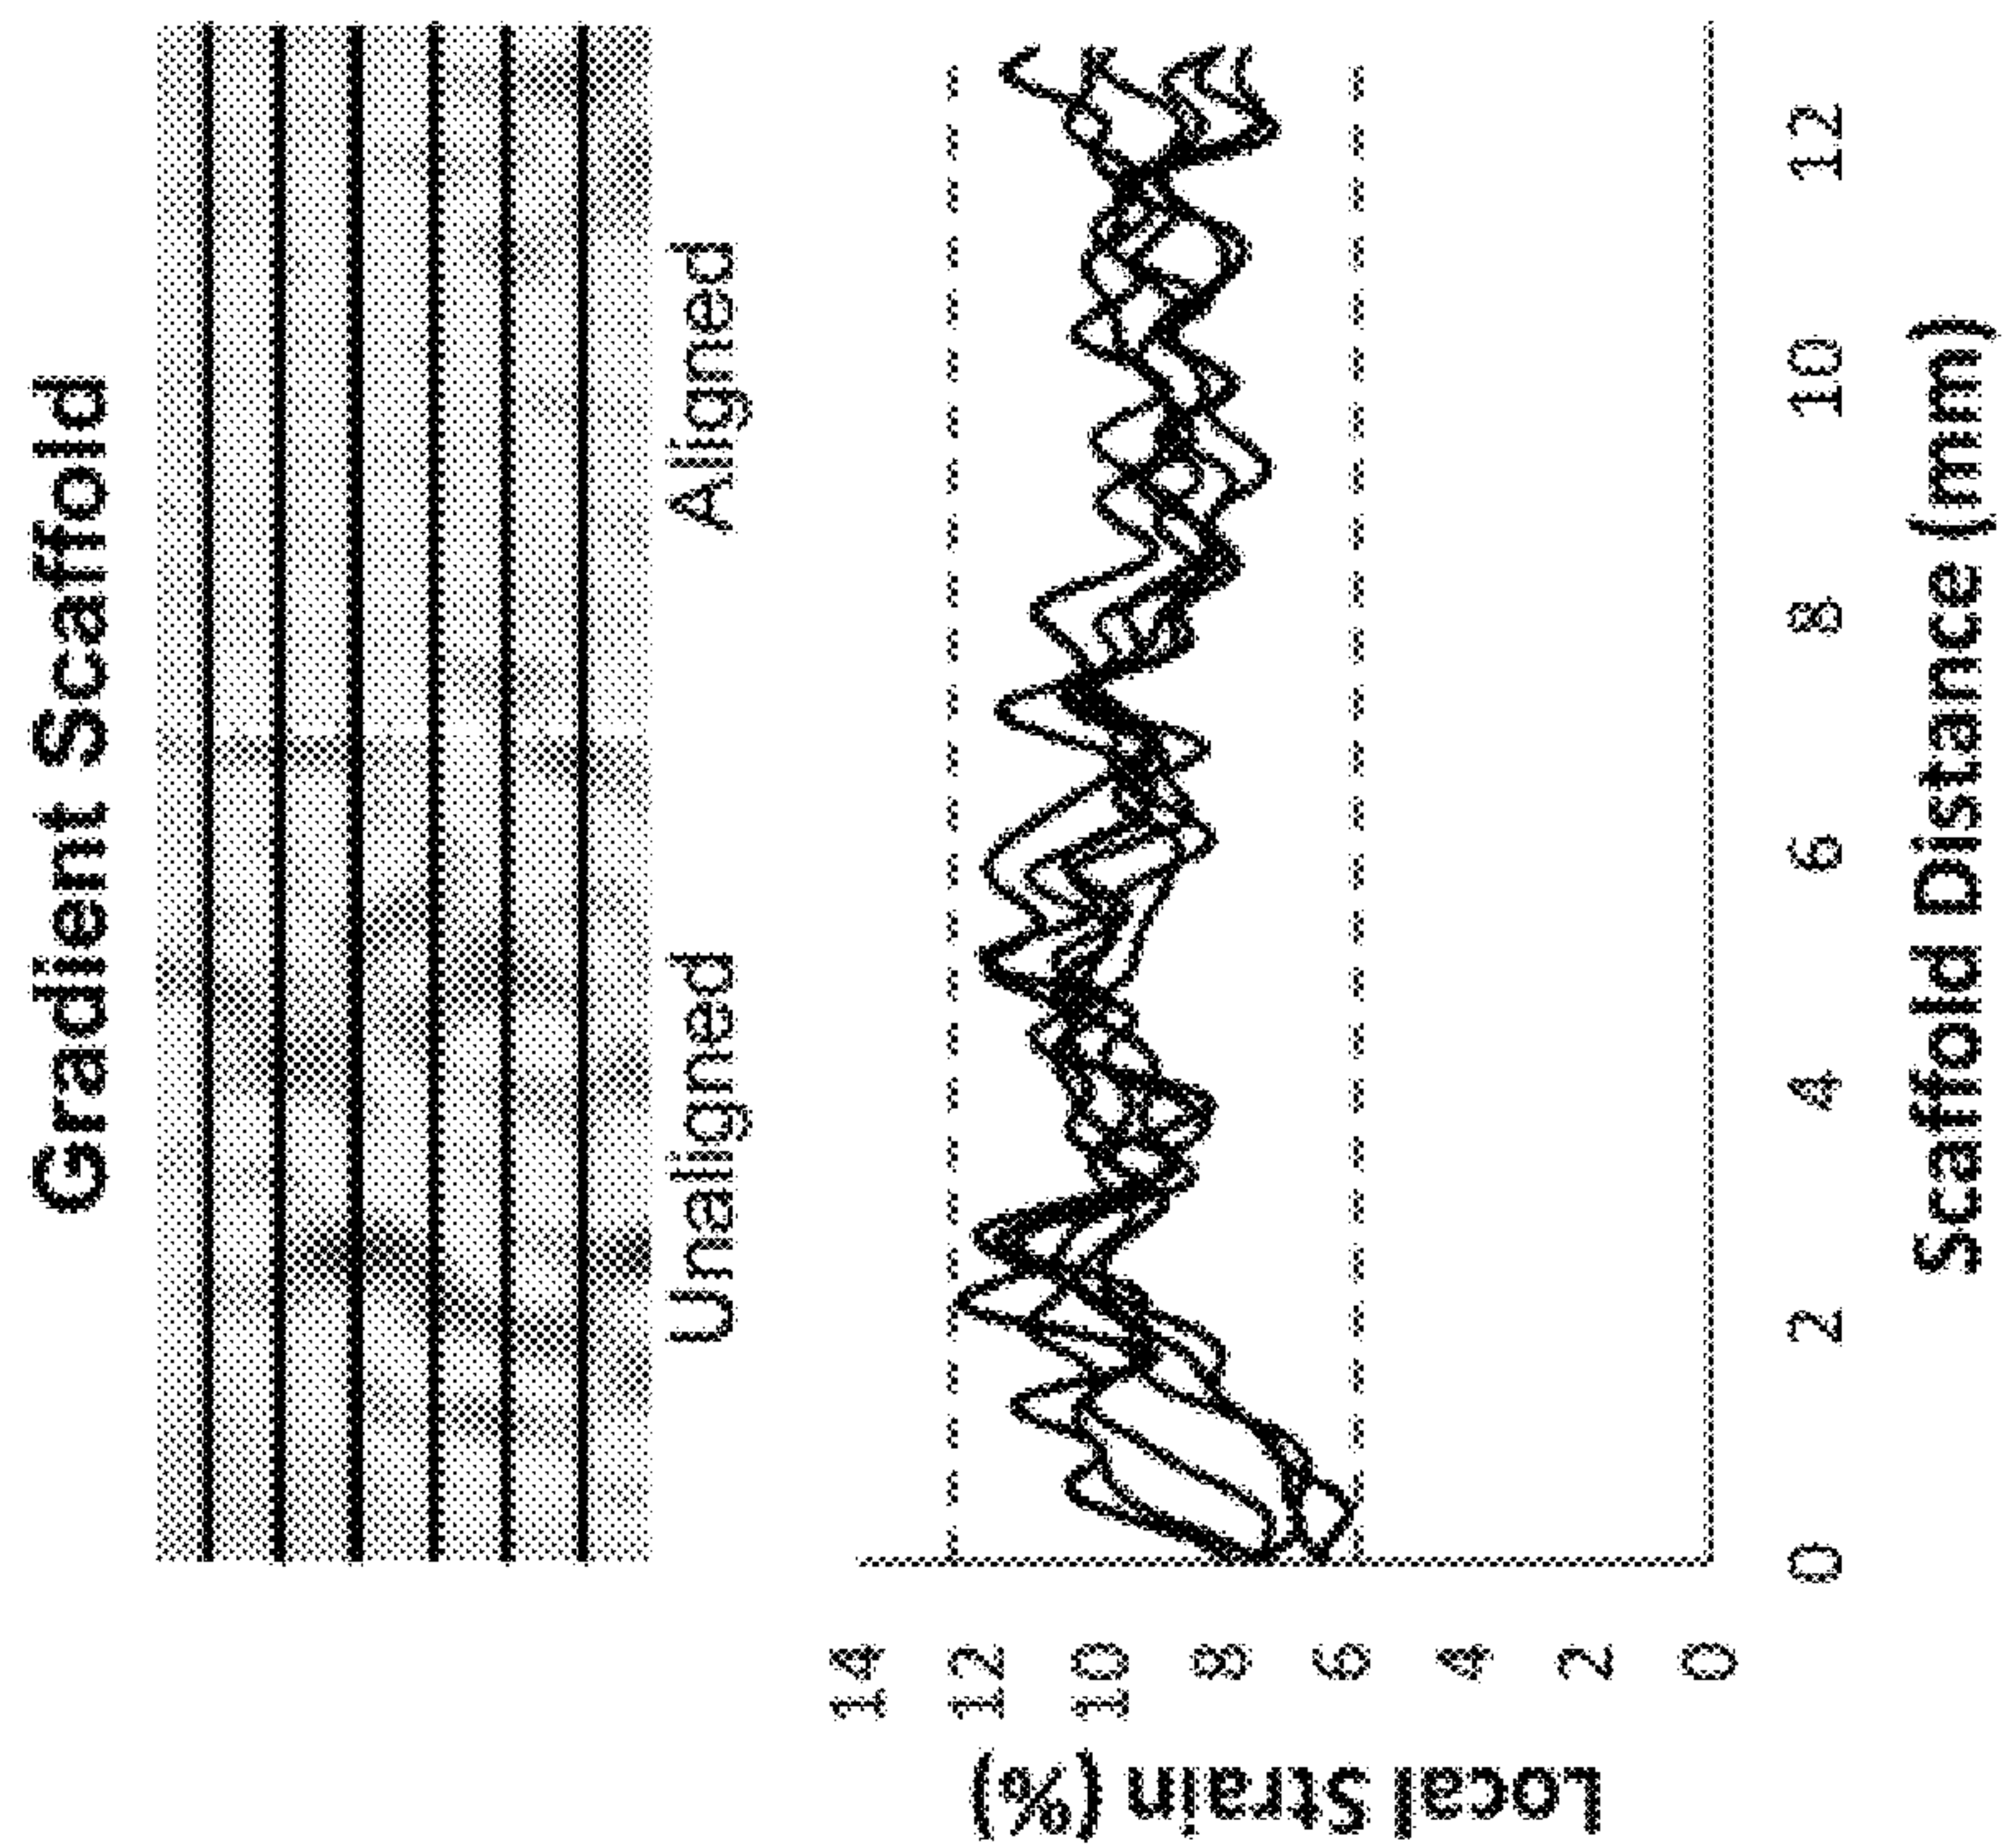 Gradient Scaffold
Unaligned Aligned
Local Strain (%)
14
12
10
8
6
4
2
0
0 2 4 6 8 10 12
Scaffold Distance (mm)